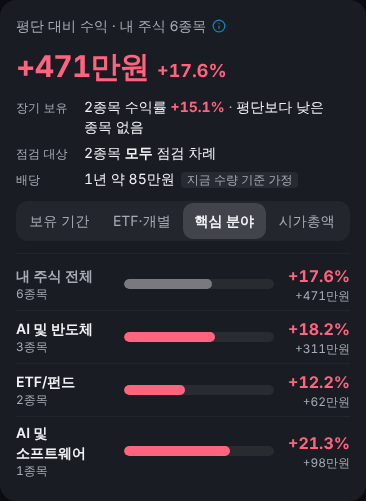 평단 대비 수익 · 내 주식 6종목
+471만원 +17.6%
장기 보유 2종목 수익률 +15.1% · 평단보다 낮은
종목 없음
점검 대상 2종목 모두 점검 차례
배당 1년 약 85만원 지금 수량 기준 가정
보유 기간 ETF·개별 핵심 분야 시가총액
내 주식 전체 +17.6%
6종목 +471만원
AI 및 반도체 +18.2%
3종목 +311만원
ETF/펀드 +12.2%
2종목 +62만원
AI 및
소프트웨어 +21.3%
1종목 +98만원